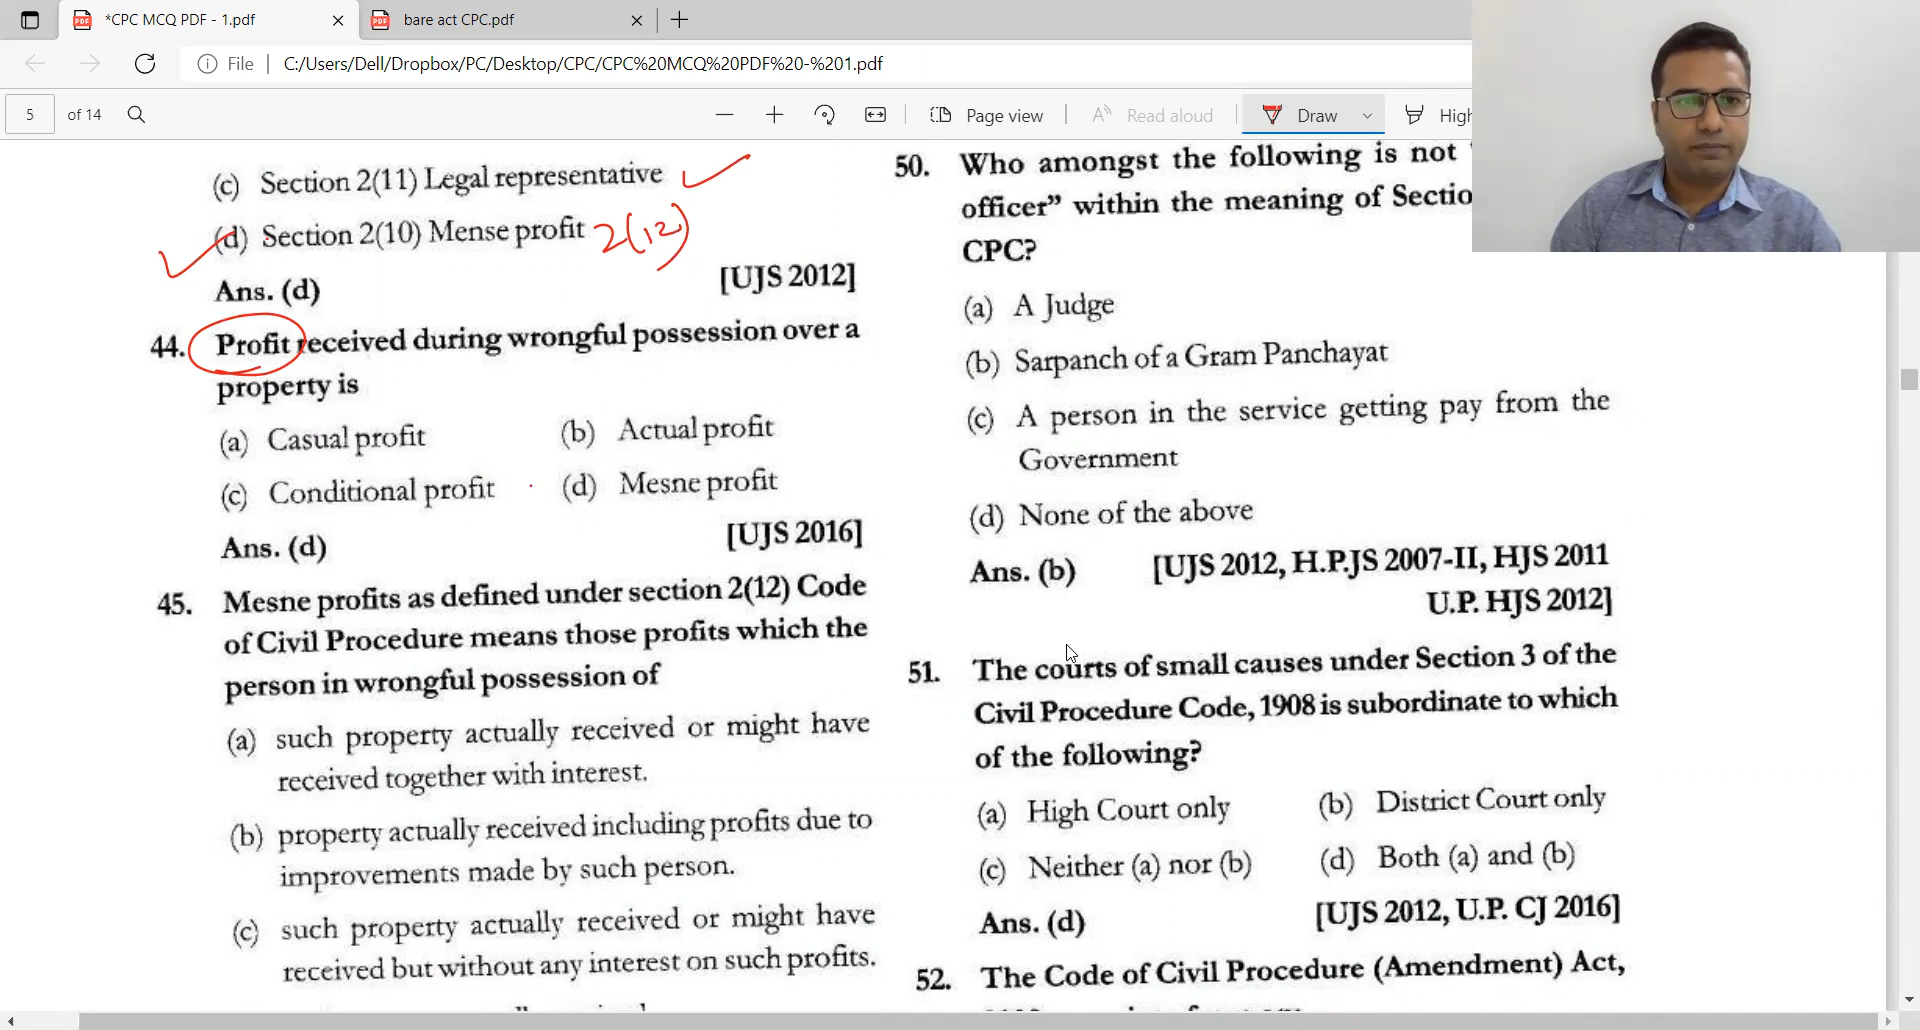 *CPC MCQ PDF - 1.pdf
bare act CPC.pdf
File
C:/Users/Dell/Dropbox/PC/Desktop/CPC/CPC%20MCQ%20PDF%20-%201.pdf
5 of 14
Page view
Read aloud
Draw
(c) Section 2(11) Legal representative
(d) Section 2(10) Mense profit 2(12)
Ans. (d) [UJS 2012]
44. Profit received during wrongful possession over a
property is
(a) Casual profit (b) Actual profit
(c) Conditional profit (d) Mesne profit
Ans. (d) [UJS 2016]
45. Mesne profits as defined under section 2(12) Code
of Civil Procedure means those profits which the
person in wrongful possession of
(a) such property actually received or might have
received together with interest.
(b) property actually received including profits due to
improvements made by such person.
(c) such property actually received or might have
received but without any interest on such profits.
50. Who amongst the following is not
officer” within the meaning of Sectio
CPC?
(a) A Judge
(b) Sarpanch of a Gram Panchayat
(c) A person in the service getting pay from the
Government
(d) None of the above
Ans. (b) [UJS 2012, H.P.JS 2007-II, HJS 2011
U.P. HJS 2012]
51. The courts of small causes under Section 3 of the
Civil Procedure Code, 1908 is subordinate to which
of the following?
(a) High Court only (b) District Court only
(c) Neither (a) nor (b) (d) Both (a) and (b)
Ans. (d) [UJS 2012, U.P. CJ 2016]
52. The Code of Civil Procedure (Amendment) Act,